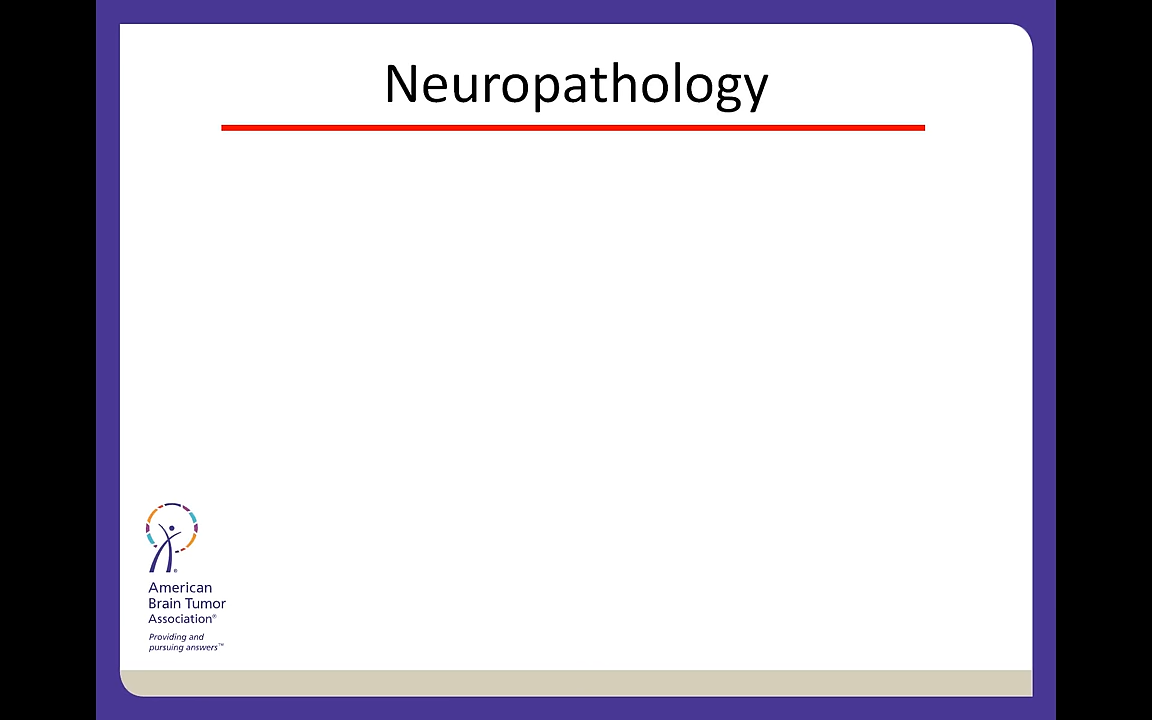 Neuropathology
American
Brain Tumor
Association®
Providing and
pursuing answers™